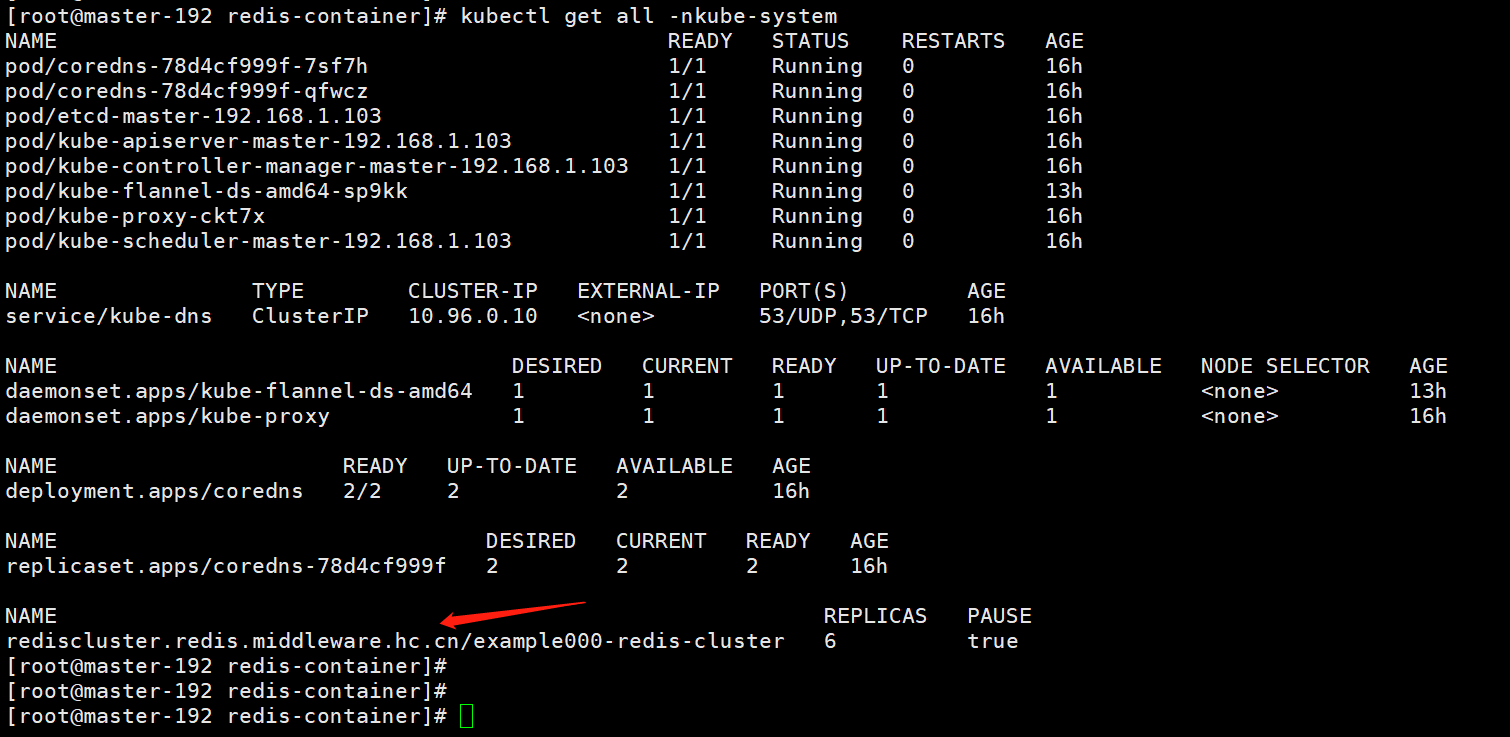 [root@master-192 redis-container]# kubectl get all -nkube-system
NAME READY STATUS RESTARTS AGE
pod/coredns-78d4cf999f-7sf7h 1/1 Running 0 16h
pod/coredns-78d4cf999f-qfwcz 1/1 Running 0 16h
pod/etcd-master-192.168.1.103 1/1 Running 0 16h
pod/kube-apiserver-master-192.168.1.103 1/1 Running 0 16h
pod/kube-controller-manager-master-192.168.1.103 1/1 Running 0 16h
pod/kube-flannel-ds-amd64-sp9kk 1/1 Running 0 13h
pod/kube-proxy-ckt7x 1/1 Running 0 16h
pod/kube-scheduler-master-192.168.1.103 1/1 Running 0 16h
NAME TYPE CLUSTER-IP EXTERNAL-IP PORT(S) AGE
service/kube-dns ClusterIP 10.96.0.10 <none> 53/UDP,53/TCP 16h
NAME DESIRED CURRENT READY UP-TO-DATE AVAILABLE NODE SELECTOR AGE
daemonset.apps/kube-flannel-ds-amd64 1 1 1 1 1 <none> 13h
daemonset.apps/kube-proxy 1 1 1 1 1 <none> 16h
NAME READY UP-TO-DATE AVAILABLE AGE
deployment.apps/coredns 2/2 2 2 16h
NAME DESIRED CURRENT READY AGE
replicaset.apps/coredns-78d4cf999f 2 2 2 16h
NAME REPLICAS PAUSE
rediscluster.redis.middleware.hc.cn/example000-redis-cluster 6 true
[root@master-192 redis-container]#
[root@master-192 redis-container]#
[root@master-192 redis-container]#